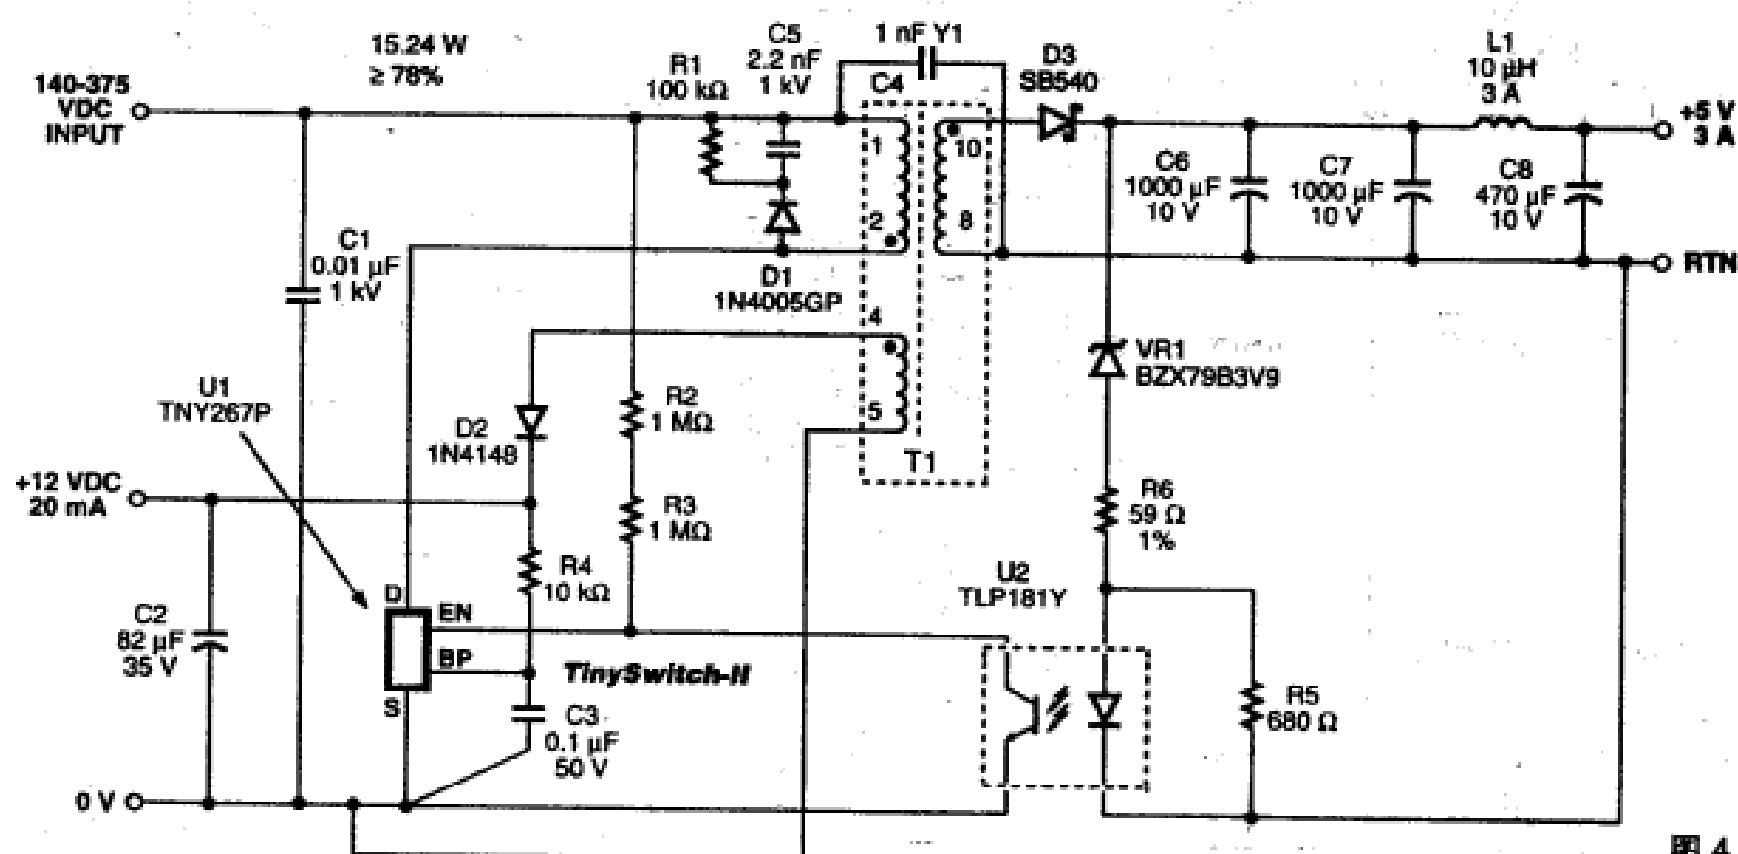 15.24 W
≥ 78%
140-375
VDC
INPUT
R1
100 kΩ
C5
2.2 nF
1 kV
1 nF Y1
C4
D3
SB540
L1
10 µH
3 A
+5 V
3 A
1
2
10
8
C6
1000 µF
10 V
C7
1000 µF
10 V
C8
470 µF
10 V
RTN
C1
0.01 µF
1 kV
D1
1N4005GP
4
5
T1
VR1
BZX79B3V9
U1
TNY267P
D2
1N4148
R2
1 MΩ
R3
1 MΩ
+12 VDC
20 mA
R6
59 Ω
1%
R4
10 kΩ
U2
TLP181Y
D
EN
BP
S
C2
82 µF
35 V
TinySwitch-II
C3
0.1 µF
50 V
R5
680 Ω
0 V
图 4